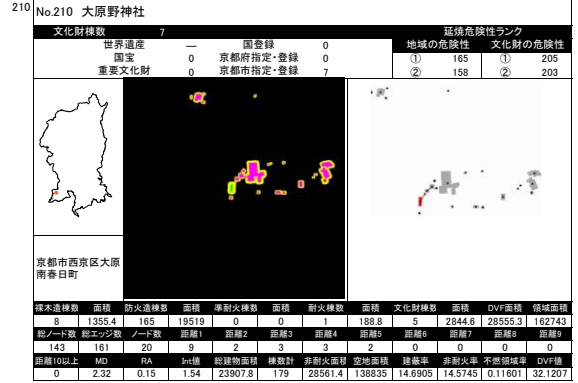 210 No.210 大原野神社
文化財棟数 7 延焼危険性ランク
世界遺産 ― 国登録 0 地域の危険性 文化財の危険性
国宝 0 京都府指定・登録 0 ① 165 ① 205
重要文化財 0 京都市指定・登録 7 ② 158 ② 203
京都市西京区大原
南春日町
裸木造棟数 面積 防火造棟数 面積 準耐火棟数 面積 耐火棟数 面積 文化財棟数 面積 DVF面積 領域面積
8 1355.4 165 19519 0 0 1 188.8 5 2844.6 28555.3 162743
総ノード数 総エッジ数 ノード数 距離1 距離2 距離3 距離4 距離5 距離6 距離7 距離8 距離9
143 161 20 9 2 3 3 2 0 0 0 0
距離10以上 MD RA Int値 総建物面積 棟数計 非耐火面積 空地面積 建蔽率 非耐火率 不燃領域率 DVF値
0 2.32 0.15 1.54 23907.8 179 28561.4 138835 14.6905 14.5745 0.11601 32.1207